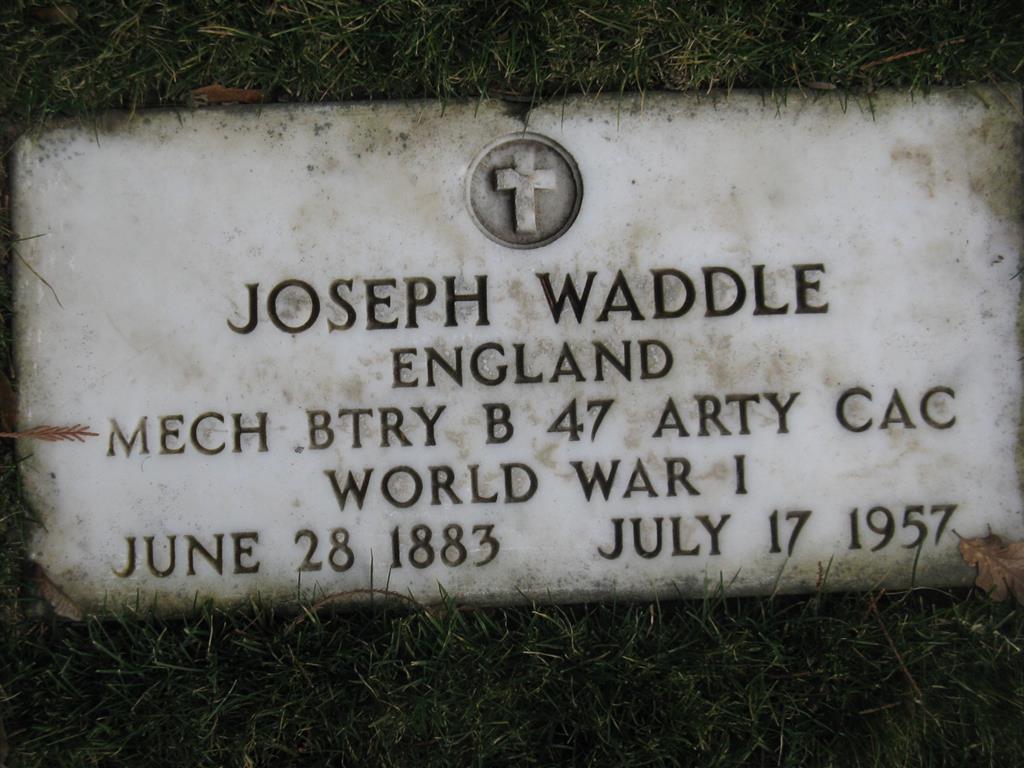 JOSEPH WADDLE
ENGLAND
MECH BTRY B 47 ARTY CAC
WORLD WAR I
JUNE 28 1883 JULY 17 1957